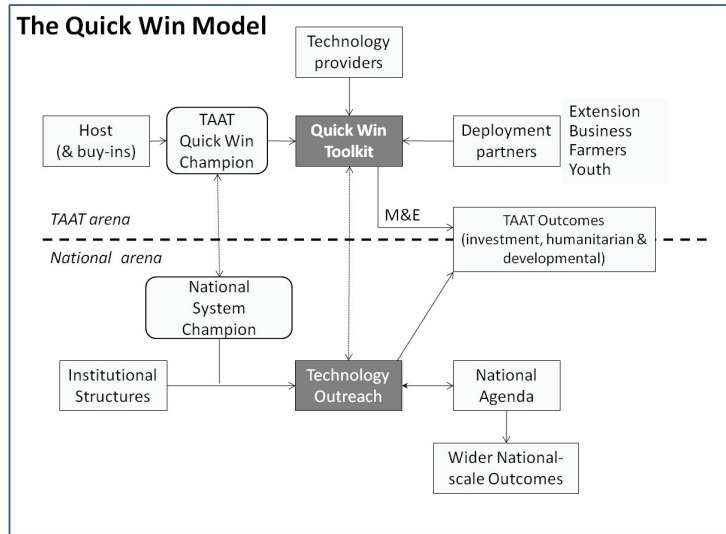 The Quick Win Model
Technology
providers
Host
(& buy-ins)
TAAT
Quick Win
Champion
Quick Win
Toolkit
Deployment
partners
Extension
Business
Farmers
Youth
M&E
TAAT arena
TAAT Outcomes
(investment, humanitarian &
developmental)
National arena
National
System
Champion
Institutional
Structures
Technology
Outreach
National
Agenda
Wider National-
scale Outcomes